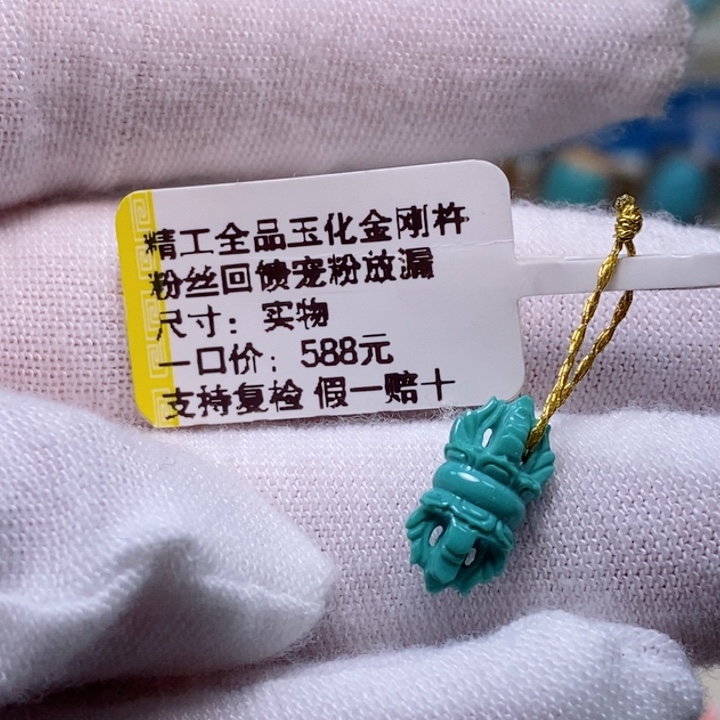 精工全品玉化金刚杵
粉丝回馈宠粉放漏
尺寸：实物
一口价：588元
支持复检 假一赔十